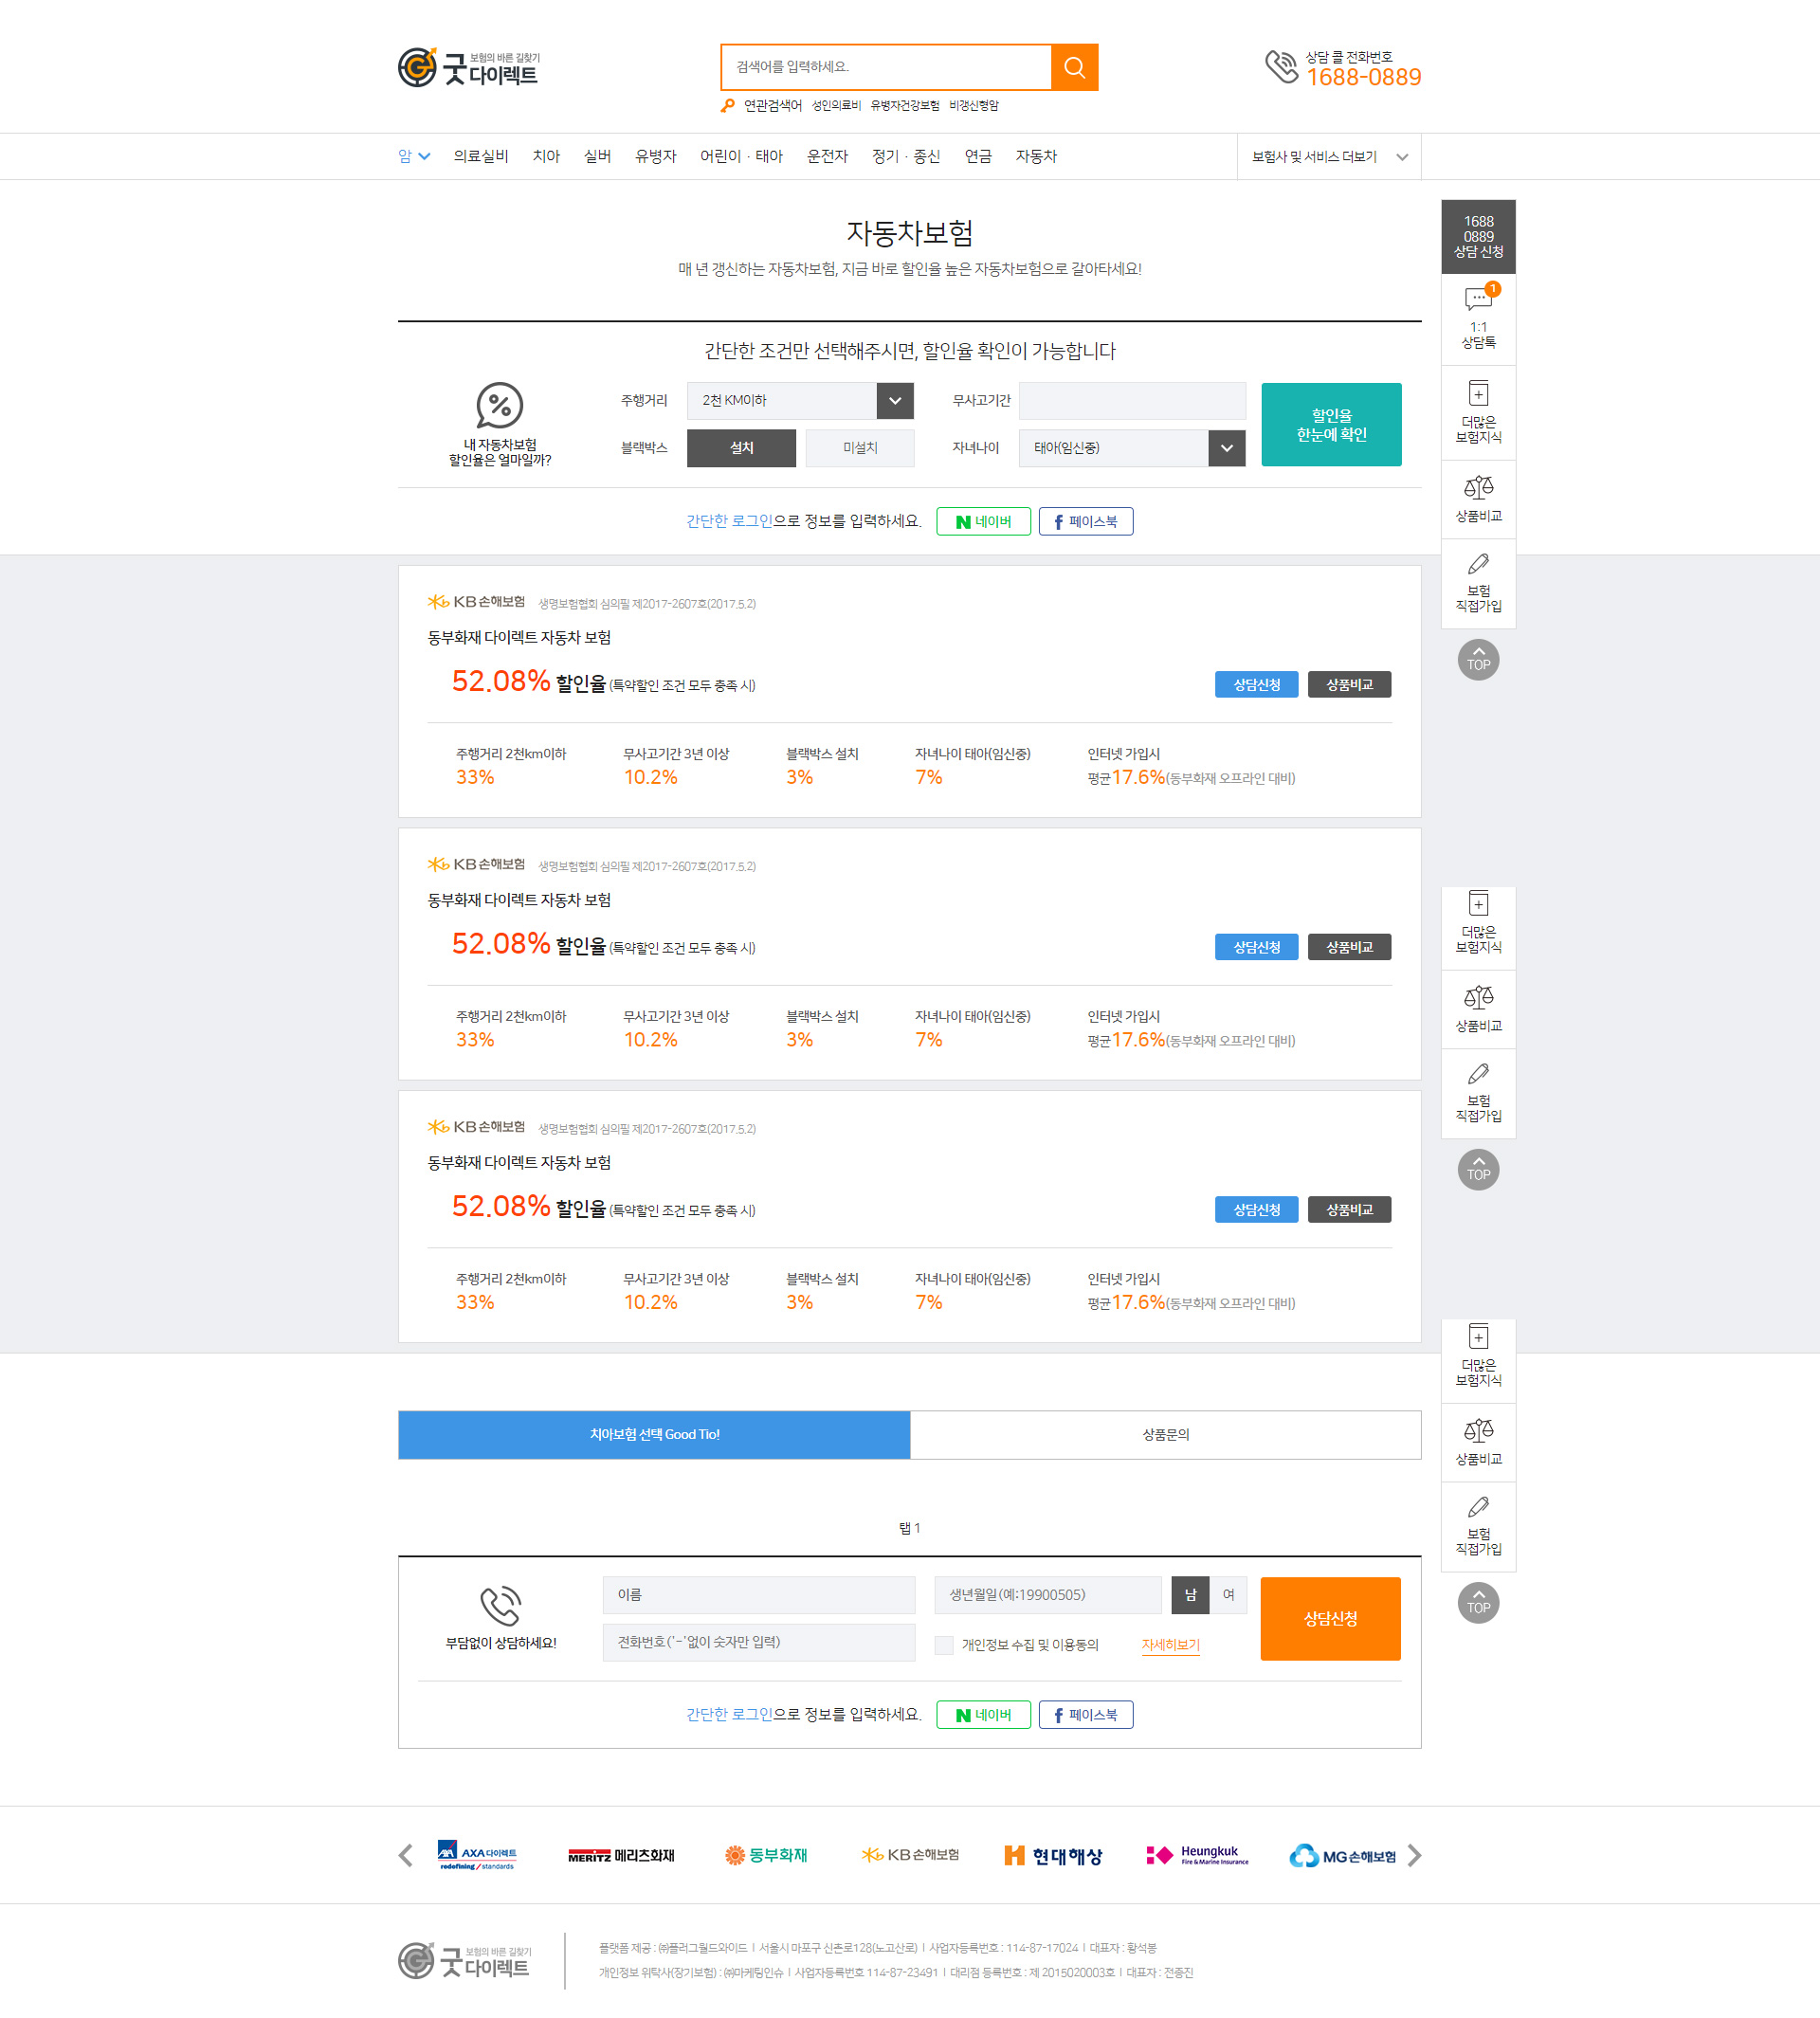 굿 보험의 바른 길찾기
다이렉트
검색어를 입력하세요.
연관검색어 성인의료비 유병자건강보험 비갱신형암
상담 콜 전화번호
1688-0889
암 의료실비 치아 실버 유병자 어린이 · 태아 운전자 정기 · 종신 연금 자동차
보험사 및 서비스 더보기
자동차보험
매 년 갱신하는 자동차보험, 지금 바로 할인율 높은 자동차보험으로 갈아타세요!
간단한 조건만 선택해주시면, 할인율 확인이 가능합니다
내 자동차보험
할인율은 얼마일까?
주행거리 2천 KM이하
무사고기간
블랙박스 설치 미설치
자녀나이 태아(임신중)
할인율
한눈에 확인
간단한 로그인으로 정보를 입력하세요. N 네이버 f 페이스북
1688
0889
상담 신청
1
1:1
상담톡
더많은
보험지식
상품비교
보험
직접가입
TOP
KB손해보험 생명보험협회 심의필 제2017-2607호(2017.5.2)
동부화재 다이렉트 자동차 보험
52.08% 할인율 (특약할인 조건 모두 충족 시)
상담신청 상품비교
주행거리 2천km이하 무사고기간 3년 이상 블랙박스 설치 자녀나이 태아(임신중) 인터넷 가입시
33% 10.2% 3% 7% 평균17.6%(동부화재 오프라인 대비)
KB손해보험 생명보험협회 심의필 제2017-2607호(2017.5.2)
동부화재 다이렉트 자동차 보험
52.08% 할인율 (특약할인 조건 모두 충족 시)
상담신청 상품비교
주행거리 2천km이하 무사고기간 3년 이상 블랙박스 설치 자녀나이 태아(임신중) 인터넷 가입시
33% 10.2% 3% 7% 평균17.6%(동부화재 오프라인 대비)
더많은
보험지식
상품비교
보험
직접가입
TOP
KB손해보험 생명보험협회 심의필 제2017-2607호(2017.5.2)
동부화재 다이렉트 자동차 보험
52.08% 할인율 (특약할인 조건 모두 충족 시)
상담신청 상품비교
주행거리 2천km이하 무사고기간 3년 이상 블랙박스 설치 자녀나이 태아(임신중) 인터넷 가입시
33% 10.2% 3% 7% 평균17.6%(동부화재 오프라인 대비)
더많은
보험지식
상품비교
보험
직접가입
TOP
치아보험 선택 Good Tio! 상품문의
탭 1
부담없이 상담하세요!
이름 생년월일(예:19900505) 남 여
전화번호('-'없이 숫자만 입력) 개인정보 수집 및 이용동의 자세히보기
상담신청
간단한 로그인으로 정보를 입력하세요. N 네이버 f 페이스북
AXA AXA다이렉트
redefining / standards
MERITZ 메리츠화재
동부화재
KB손해보험
현대해상
Heungkuk
Fire & Marine Insurance
MG손해보험
굿 보험의 바른 길찾기
다이렉트
플랫폼 제공 : ㈜플러그월드와이드 I 서울시 마포구 신촌로128(노고산로) I 사업자등록번호 : 114-87-17024 I 대표자 : 황석봉
개인정보 위탁사(장기보험) : ㈜마케팅인슈 I 사업자등록번호 114-87-23491 I 대리점 등록번호 : 제 2015020003호 I 대표자 : 전종진